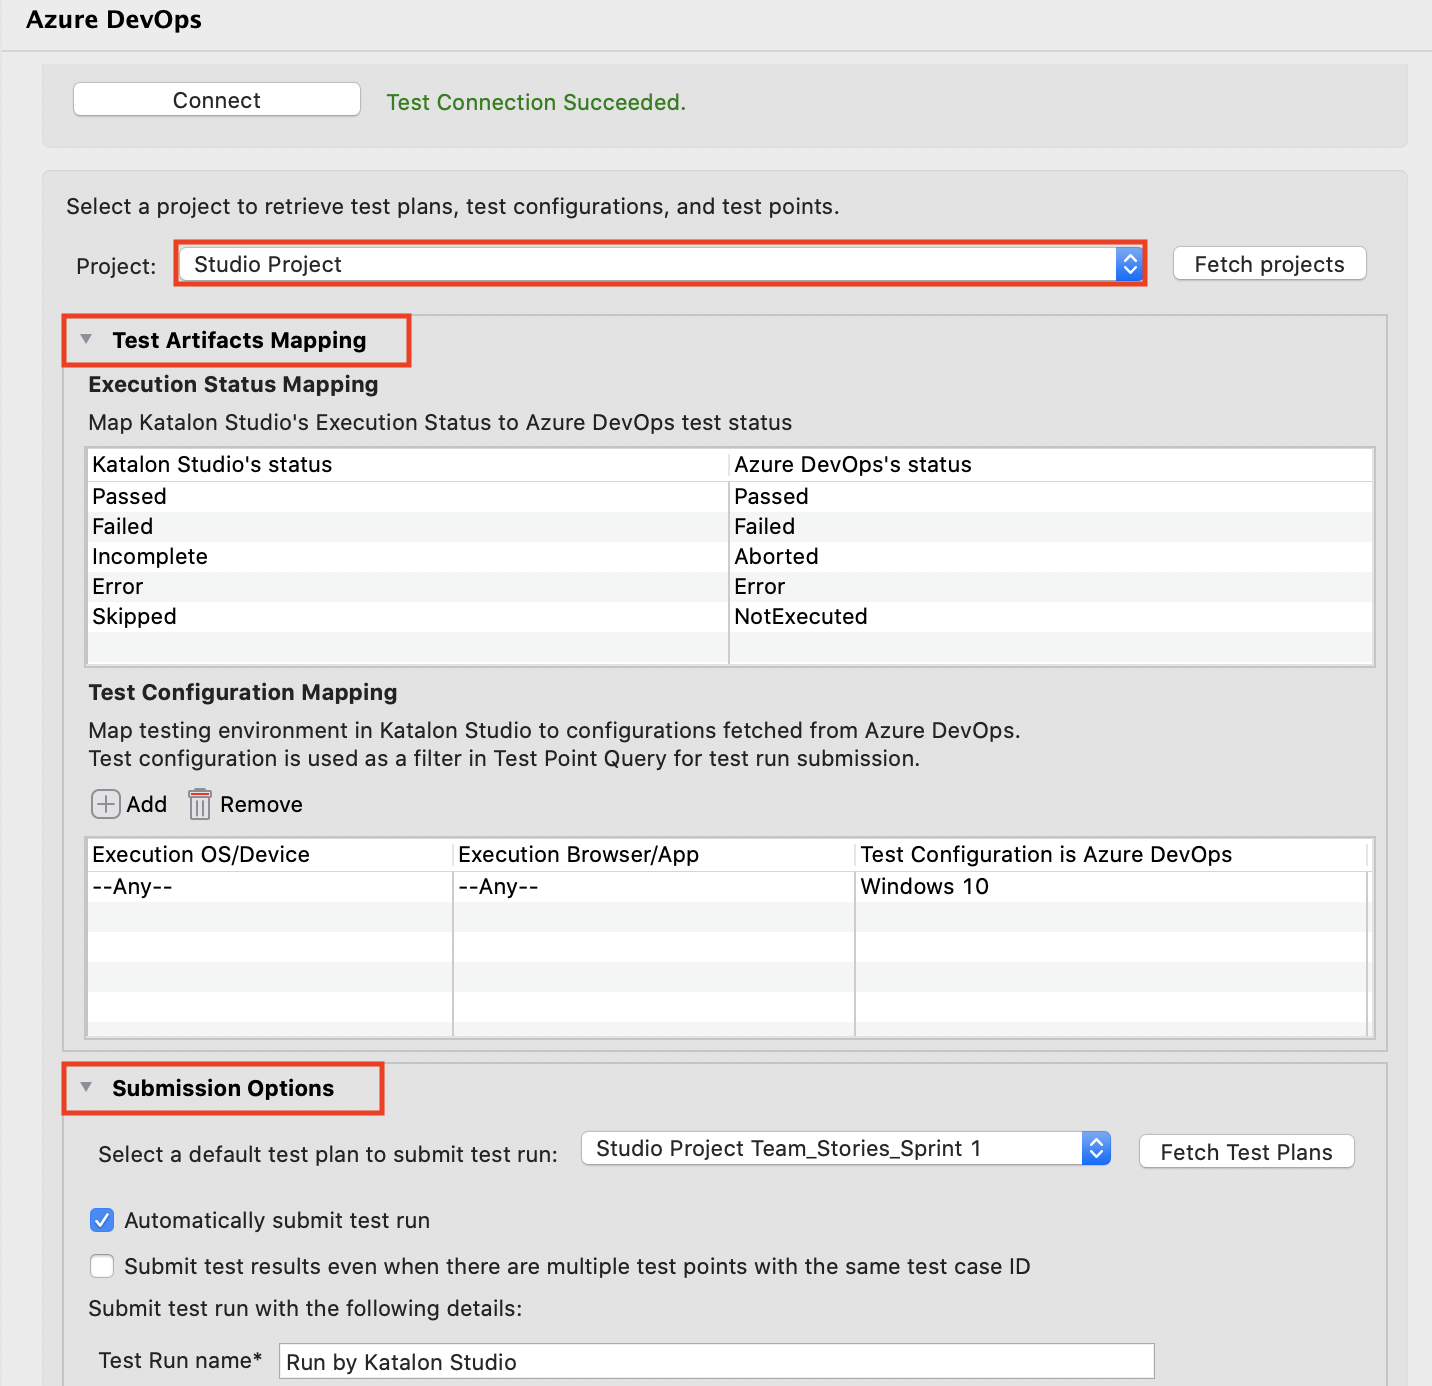 Azure DevOps
Connect Test Connection Succeeded.
Select a project to retrieve test plans, test configurations, and test points.
Project: Studio Project Fetch projects
Test Artifacts Mapping
Execution Status Mapping
Map Katalon Studio's Execution Status to Azure DevOps test status
Katalon Studio's status Azure DevOps's status
Passed Passed
Failed Failed
Incomplete Aborted
Error Error
Skipped NotExecuted
Test Configuration Mapping
Map testing environment in Katalon Studio to configurations fetched from Azure DevOps.
Test configuration is used as a filter in Test Point Query for test run submission.
Add Remove
Execution OS/Device Execution Browser/App Test Configuration is Azure DevOps
--Any-- --Any-- Windows 10
Submission Options
Select a default test plan to submit test run: Studio Project Team_Stories_Sprint 1 Fetch Test Plans
Automatically submit test run
Submit test results even when there are multiple test points with the same test case ID
Submit test run with the following details:
Test Run name* Run by Katalon Studio